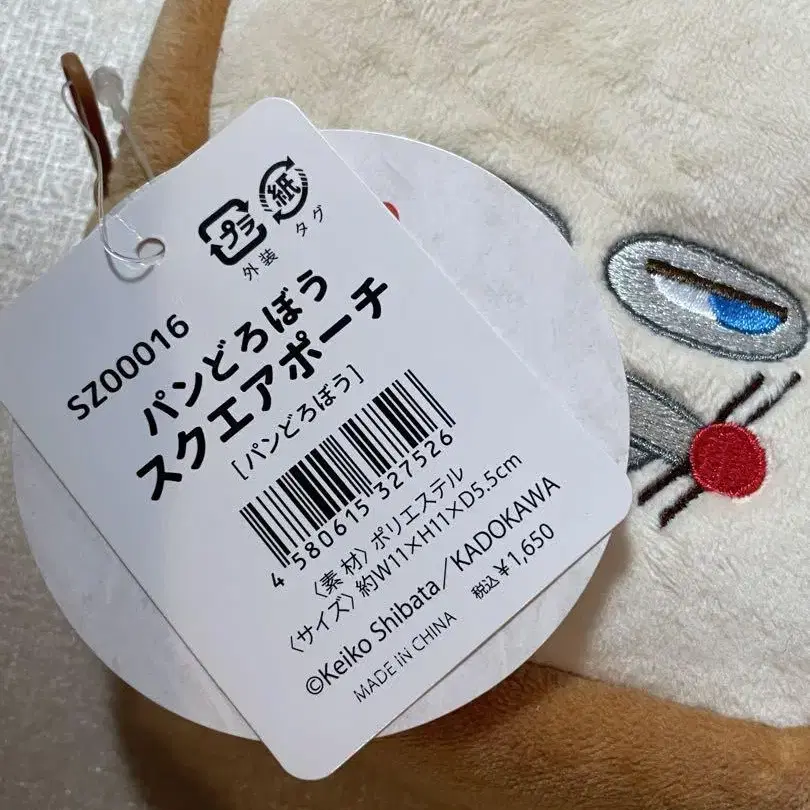 プラ 紙
外装 タグ
SZ00016
パンどろぼう
スクエアポーチ
[パンどろぼう]
4 580615 327526
〈素 材〉ポリエステル
〈サイズ〉約W11×H11×D5.5cm
©Keiko Shibata／KADOKAWA
MADE IN CHINA 税込￥1,650